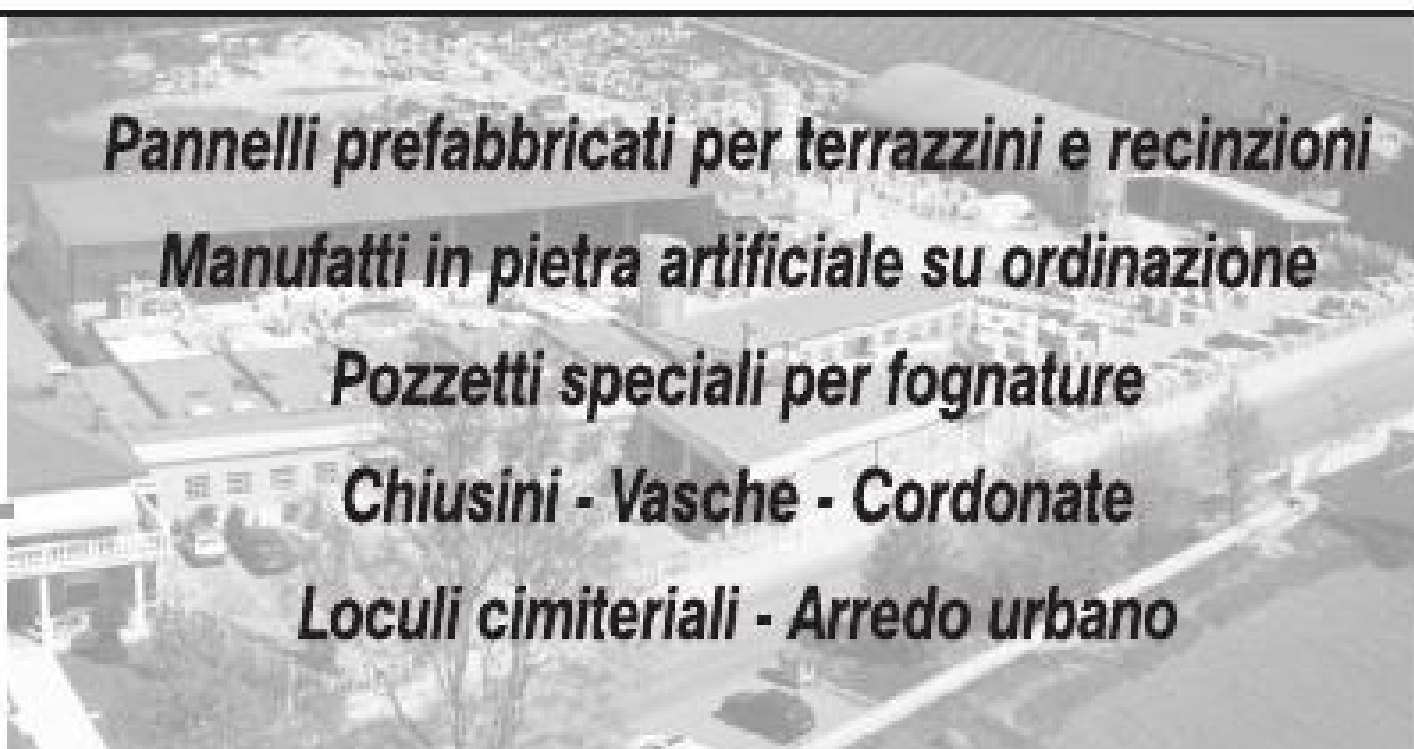 Pannelli prefabbricati per terrazzini e recinzioni
Manufatti in pietra artificiale su ordinazione
Pozzetti speciali per fognature
Chiusini - Vasche - Cordonate
Loculi cimiteriali - Arredo urbano